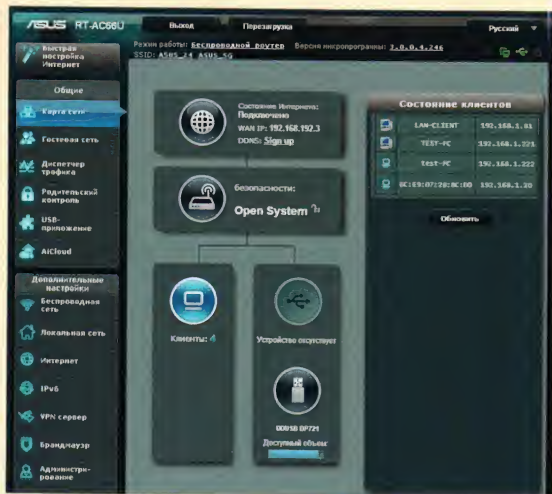 ASUS RT-AC66U
Выход
Перезагрузка
Русский
Режим работы: Беспроводной роутер Версия микропрограммы: 3.0.0.4.246
SSID: ASUS_24 ASUS_5G
Быстрая
настройка
Интернет
Общие
Карта сети
Гостевая сеть
Диспетчер
трафика
Родительский
контроль
USB-
приложение
AiCloud
Дополнительные
настройки
Беспроводная
сеть
Локальная сеть
Интернет
IPv6
VPN сервер
Брандмауэр
Администри-
рование
Состояние Интернета:
Подключено
WAN IP: 192.168.192.3
DDNS: Sign up
безопасности:
Open System
Клиенты: 4
Устройство отсутствует
Доступный объем:
Состояние клиентов
LAN-CLIENT 192.168.1.81
TEST-PC 192.168.1.221
test-PC 192.168.1.222
192.168.1.20
Обновить